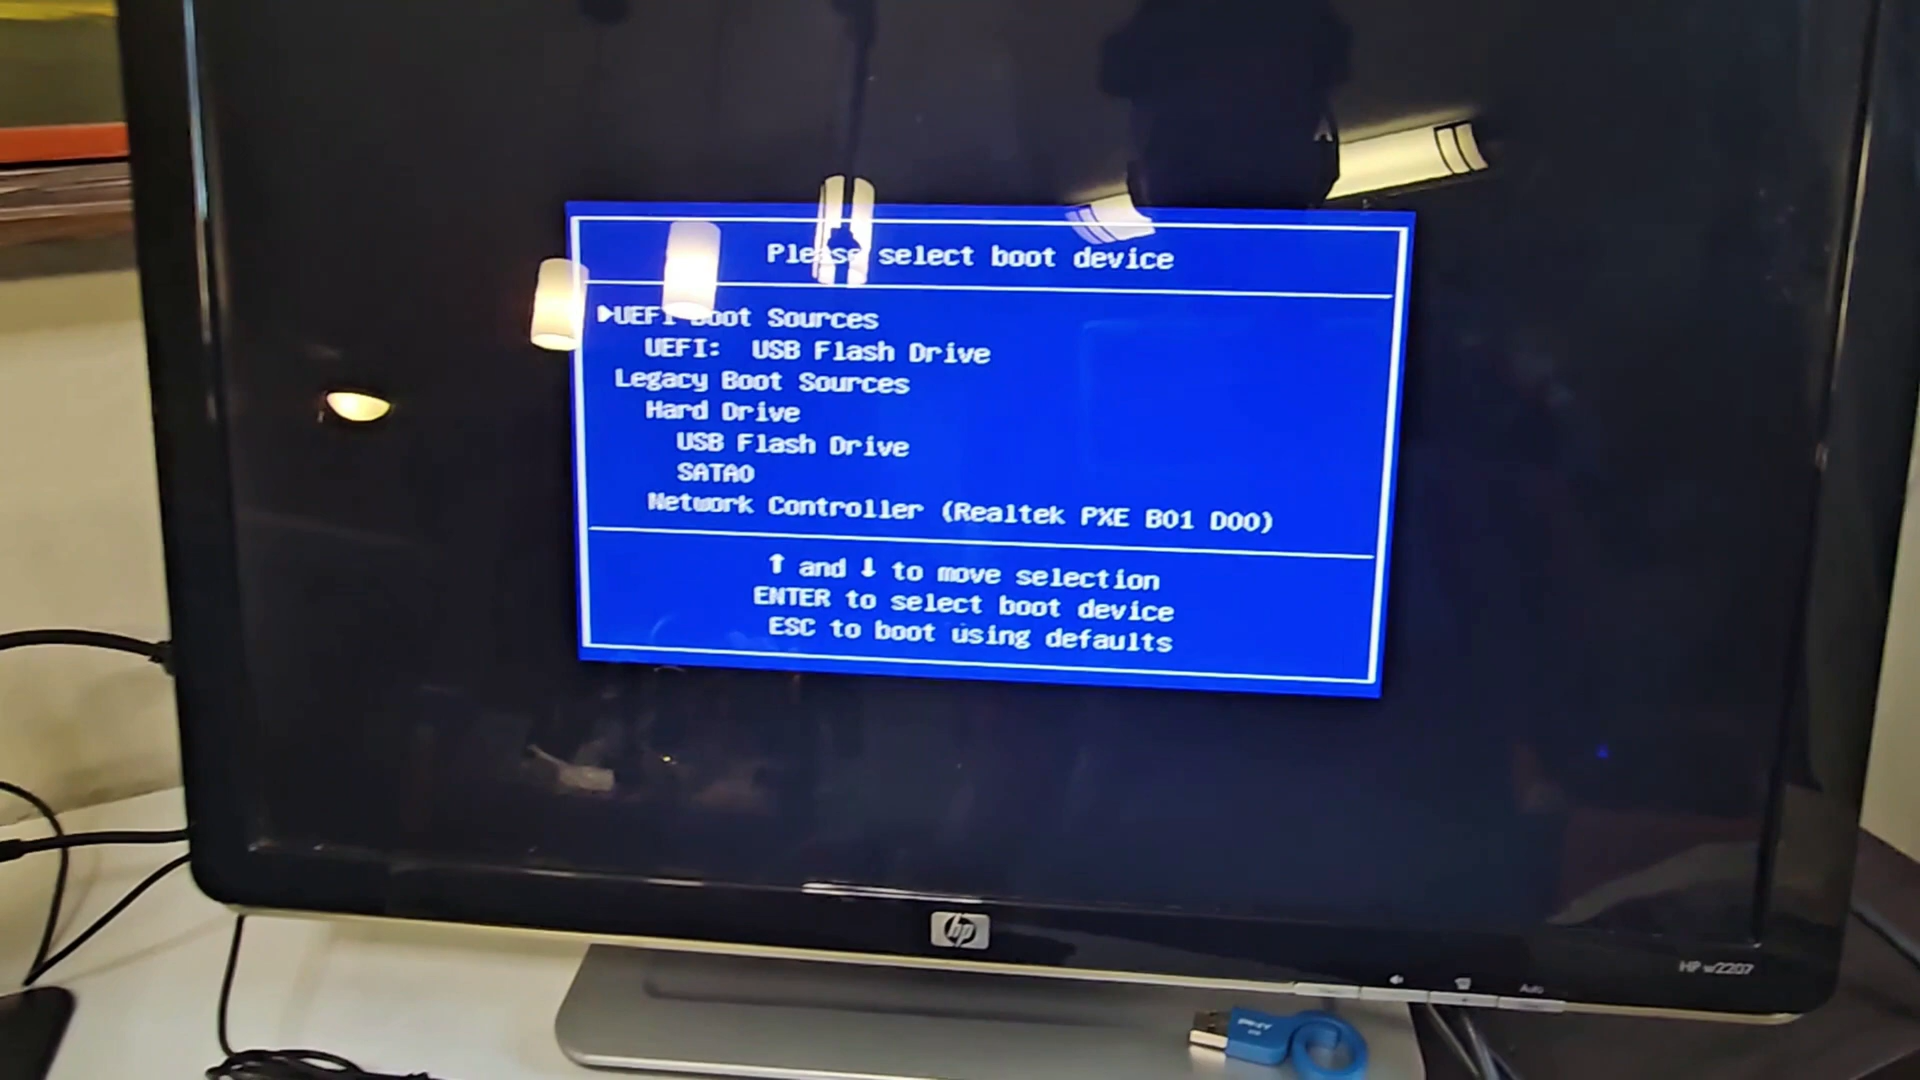 Please select boot device
UEFI Boot Sources
UEFI: USB Flash Drive
Legacy Boot Sources
Hard Drive
USB Flash Drive
SATA0
Network Controller (Realtek PXE B01 D00)
↑ and ↓ to move selection
ENTER to select boot device
ESC to boot using defaults
hp
HP w2207
Auto
PNY